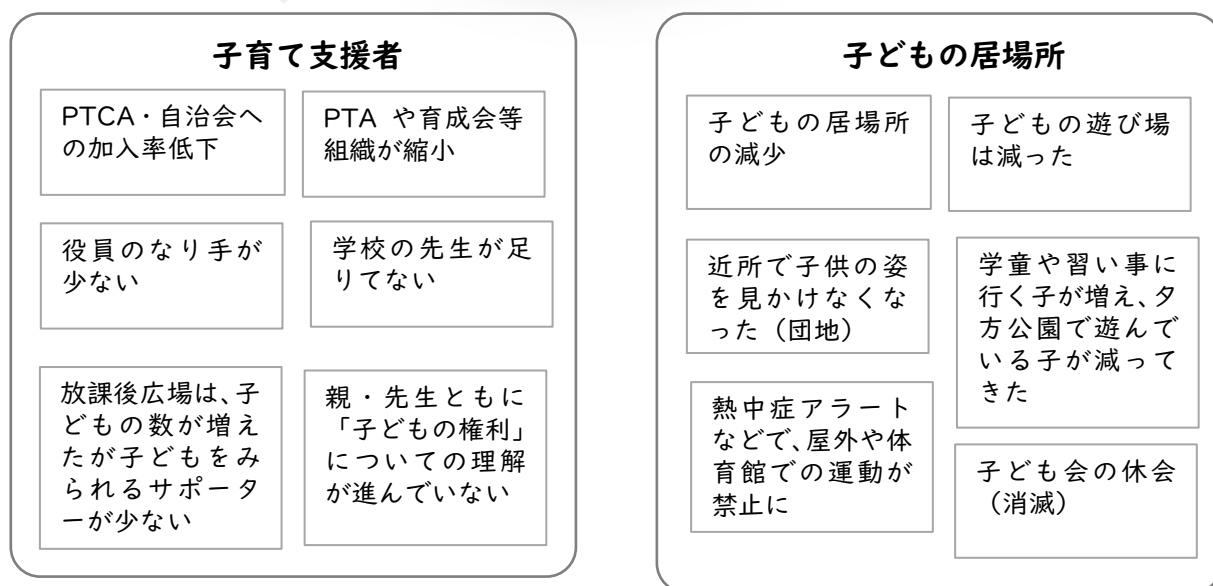 子育て支援者
PTCA・自治会へ
の加入率低下
PTA や育成会等
組織が縮小
役員のなり手が
少ない
学校の先生が足
りてない
放課後広場は、子
どもの数が増え
たが子どもをみ
られるサポータ
ーが少ない
親・先生ともに
「子どもの権利」
についての理解
が進んでいない
子どもの居場所
子どもの居場所
の減少
子どもの遊び場
は減った
近所で子供の姿
を見かけなくな
った（団地）
学童や習い事に
行く子が増え、夕
方公園で遊んで
いる子が減って
きた
熱中症アラート
などで、屋外や体
育館での運動が
禁止に
子ども会の休会
（消滅）